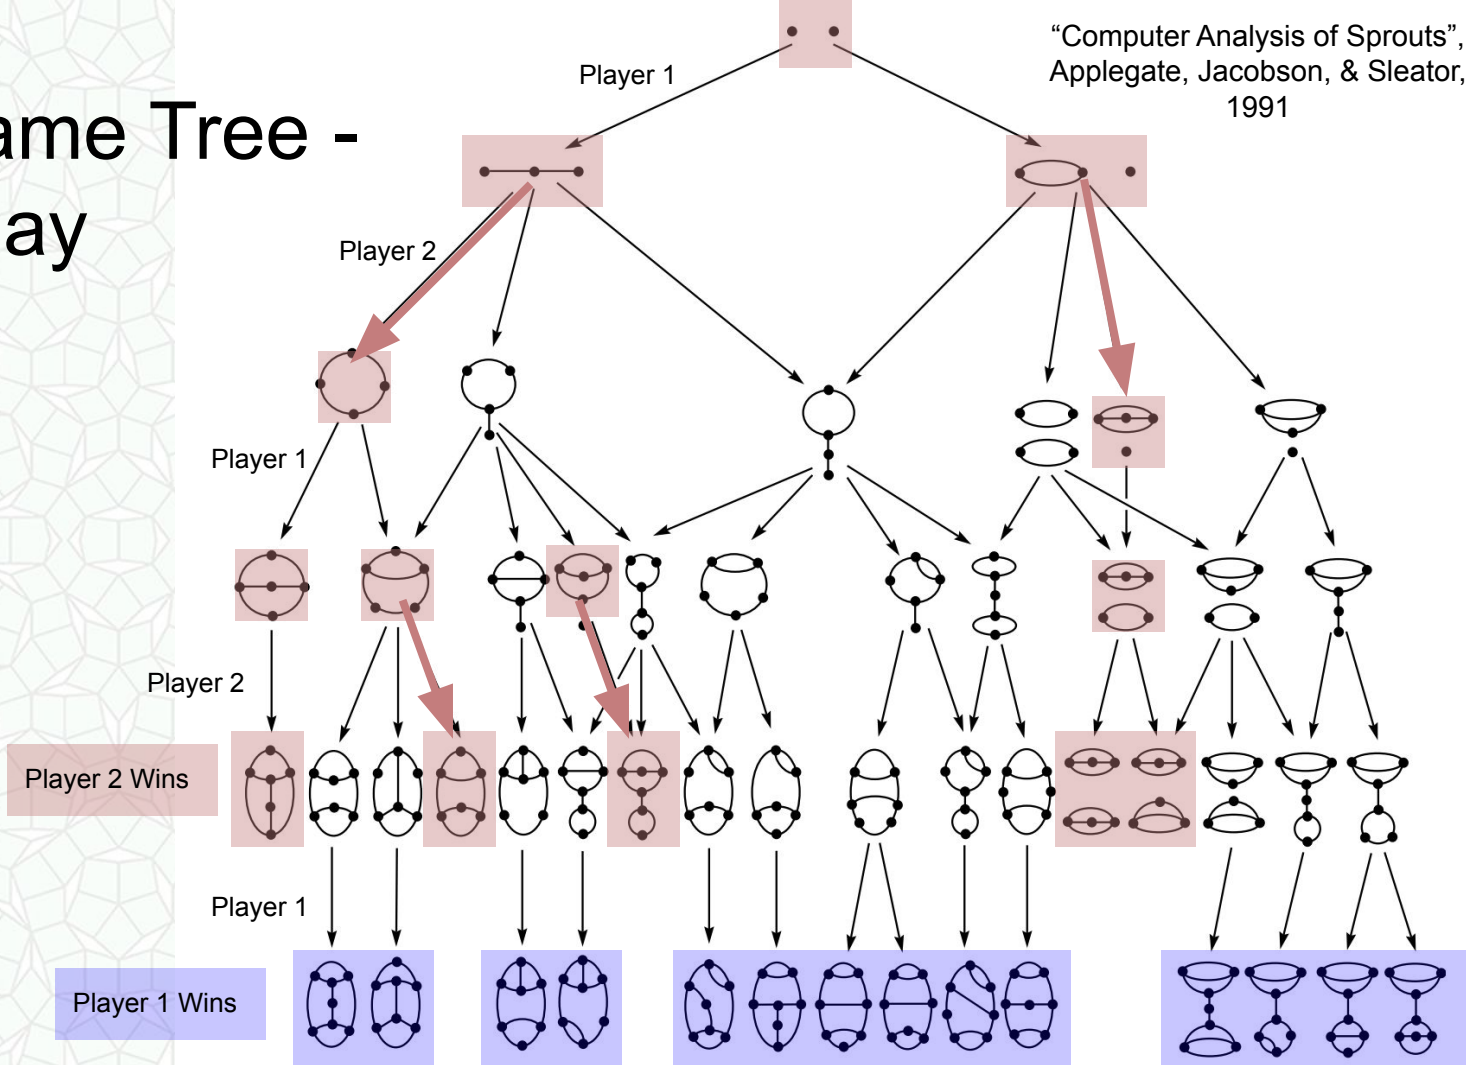 “Computer Analysis of Sprouts”,
Applegate, Jacobson, & Sleator,
1991
Player 1
ame Tree -
ay
Player 2
Player 1
Player 2
Player 2 Wins
Player 1
Player 1 Wins